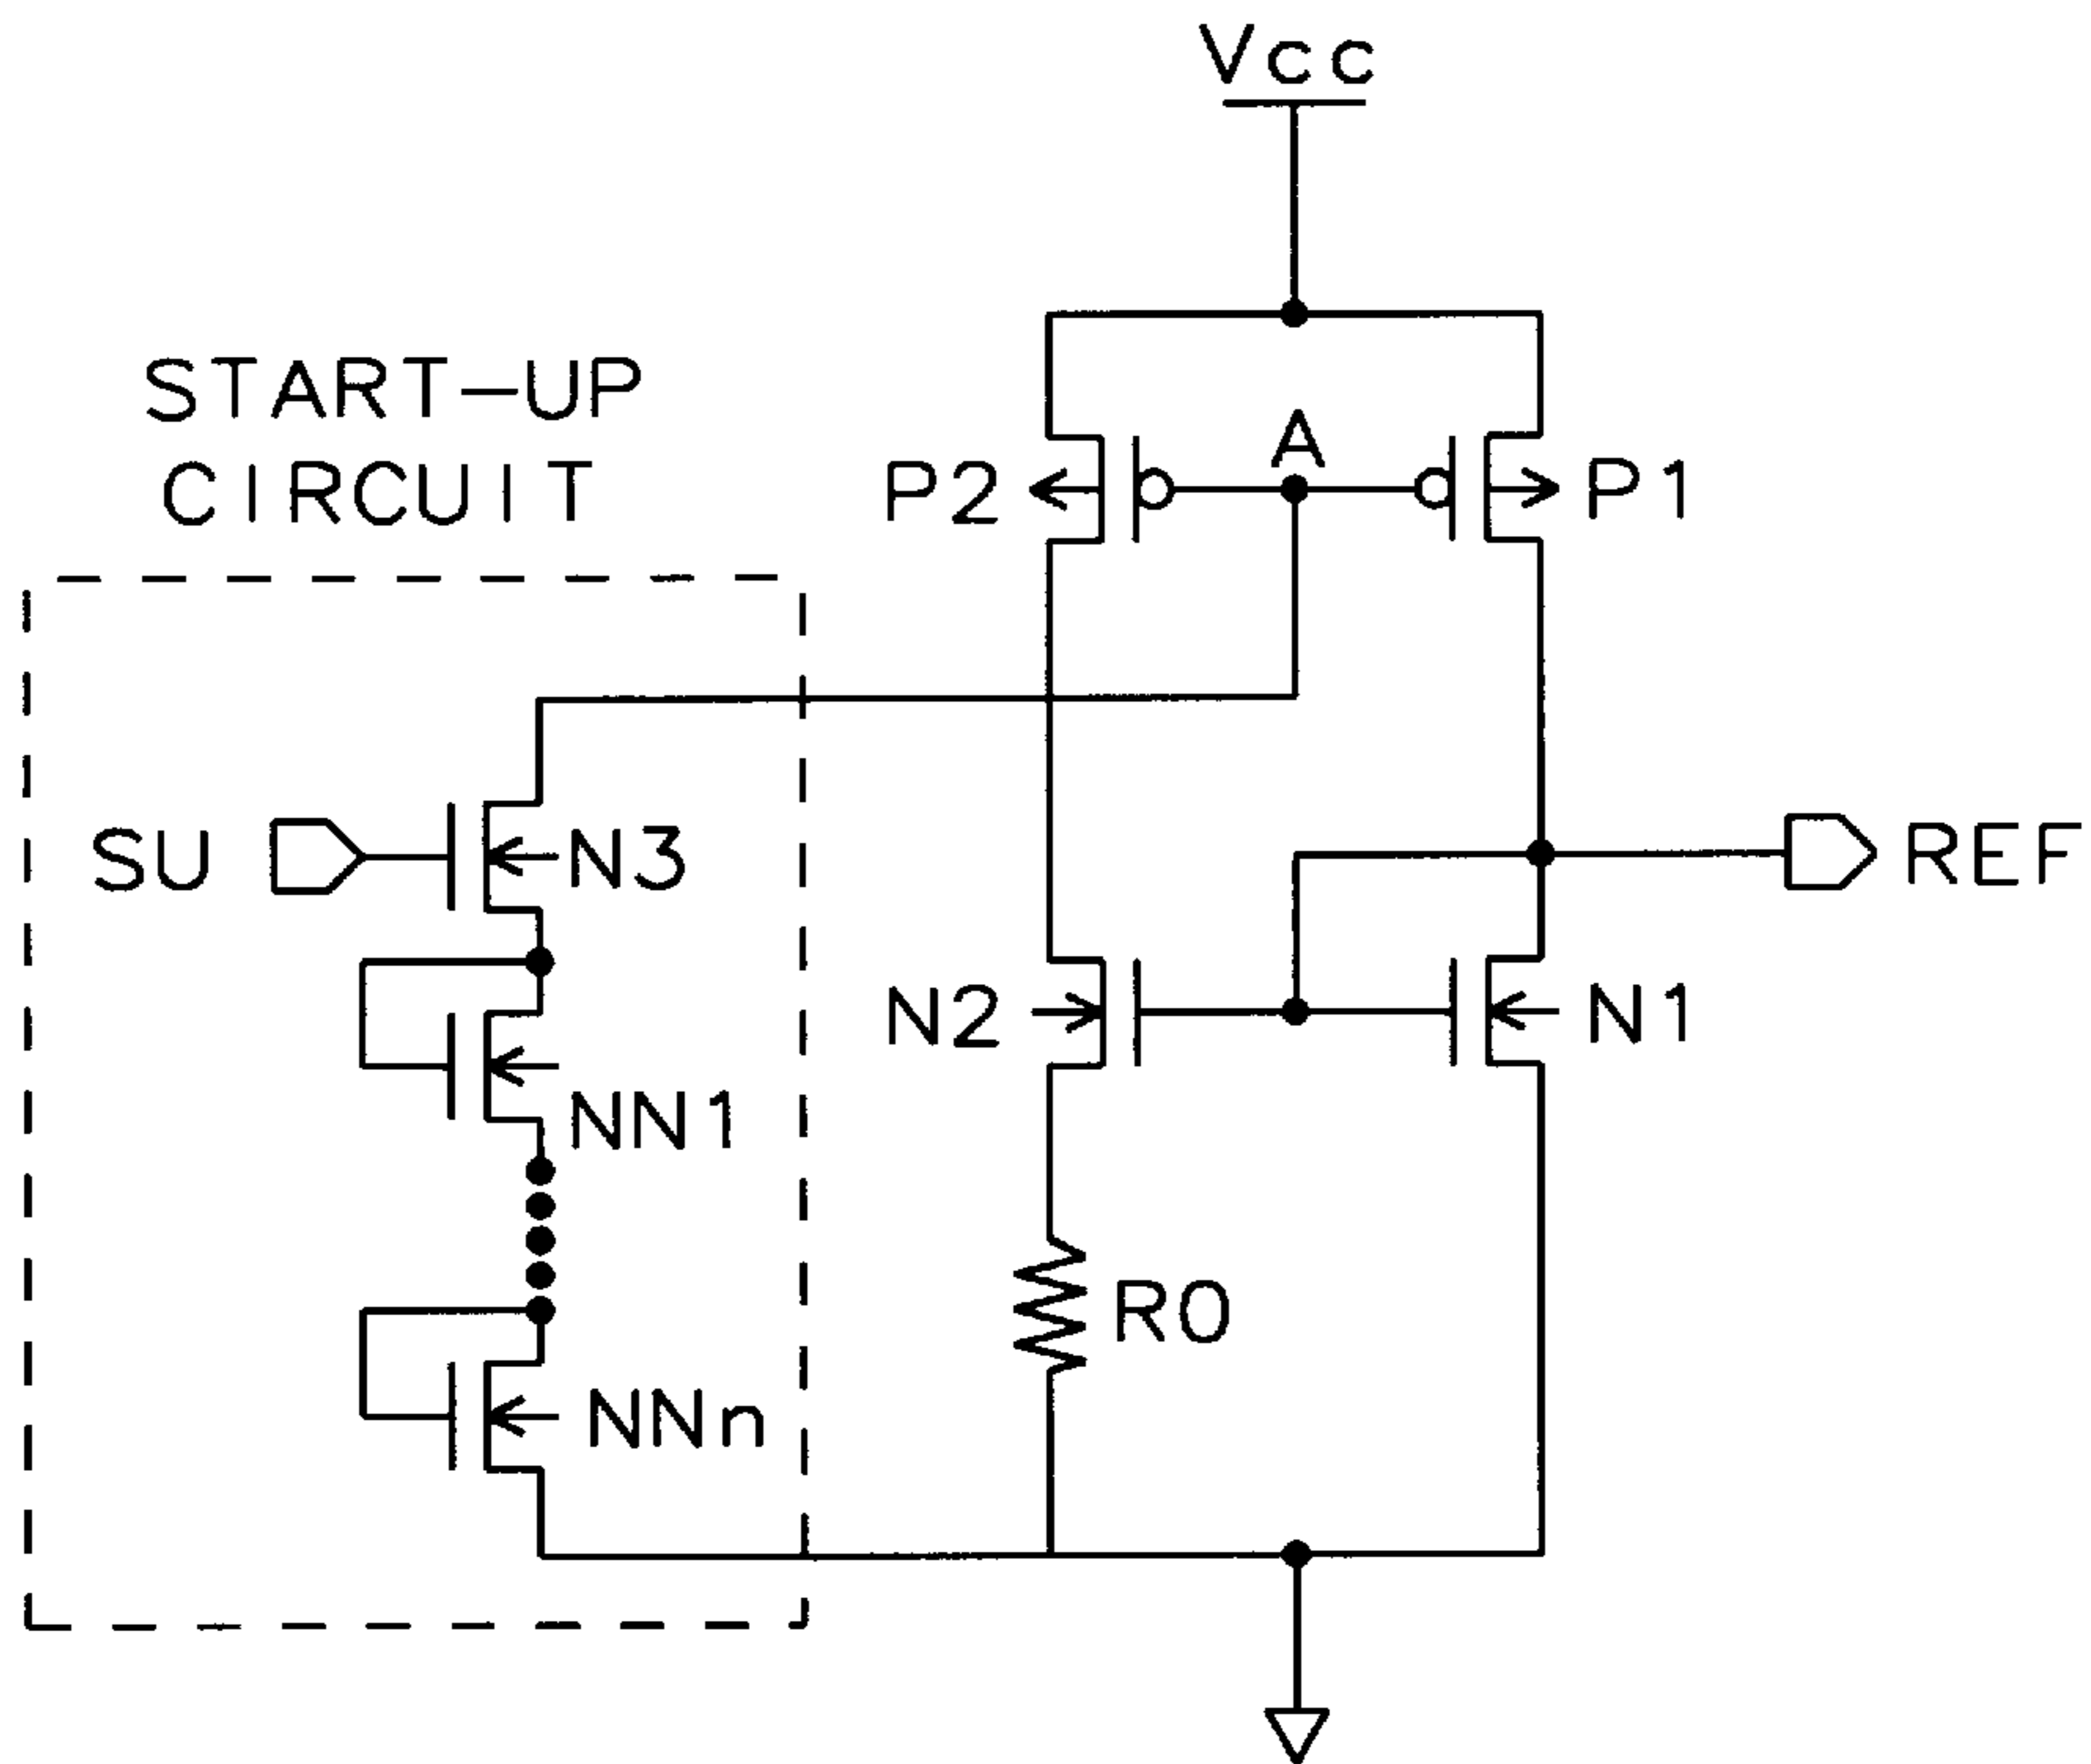 Vcc
START-UP
CIRCUIT
A
P2
P1
SU
N3
REF
N2
N1
NN1
R0
NNn